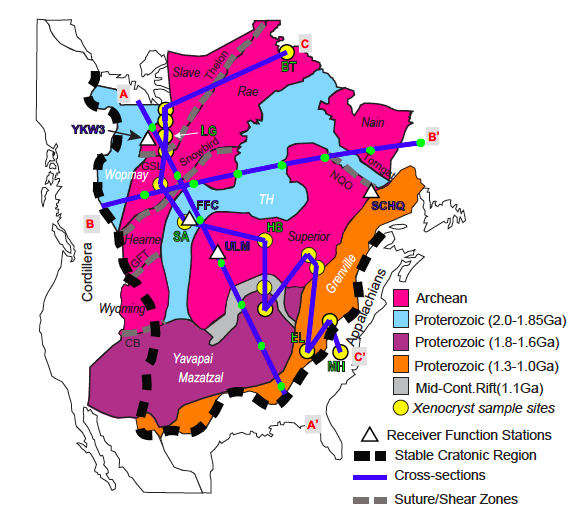 C
BT
Thelon
Slave
Rae
A
Nain
YKW3
LG
B'
Snowbird
GSL
Torngat
Wopmay
NQO
TH
SCHQ
B
FFC
SA
HB
Superior
Hearne
ULM
GFT
Cordillera
Grenville
Wyoming
Appalachians
CB
EL
Yavapai
MH
C'
Mazatzal
A'
Archean
Proterozoic (2.0-1.85Ga)
Proterozoic (1.8-1.6Ga)
Proterozoic (1.3-1.0Ga)
Mid-Cont.Rift(1.1Ga)
Xenocryst sample sites
Receiver Function Stations
Stable Cratonic Region
Cross-sections
Suture/Shear Zones